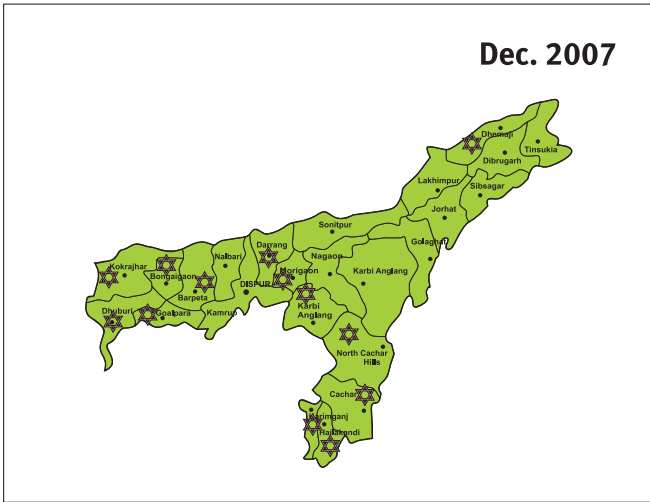 Dec. 2007
Dhemaji
Tinsukia
Dibrugarh
Lakhimpur
Sibsagar
Jorhat
Sonitpur
Golaghat
Darrang
Nalbari
Nagaon
Kokrajhar
Morigaon
Bongaigaon
Karbi Anglang
DISPUR
Barpeta
Karbi
Anglang
Dhuburi
Goalpara
Kamrup
North Cachar
Hills
Cachar
Karimganj
Hailakandi